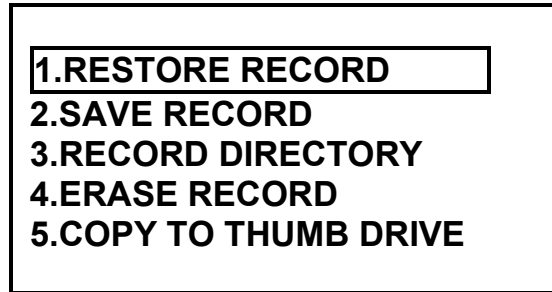 1.RESTORE RECORD
2.SAVE RECORD
3.RECORD DIRECTORY
4.ERASE RECORD
5.COPY TO THUMB DRIVE